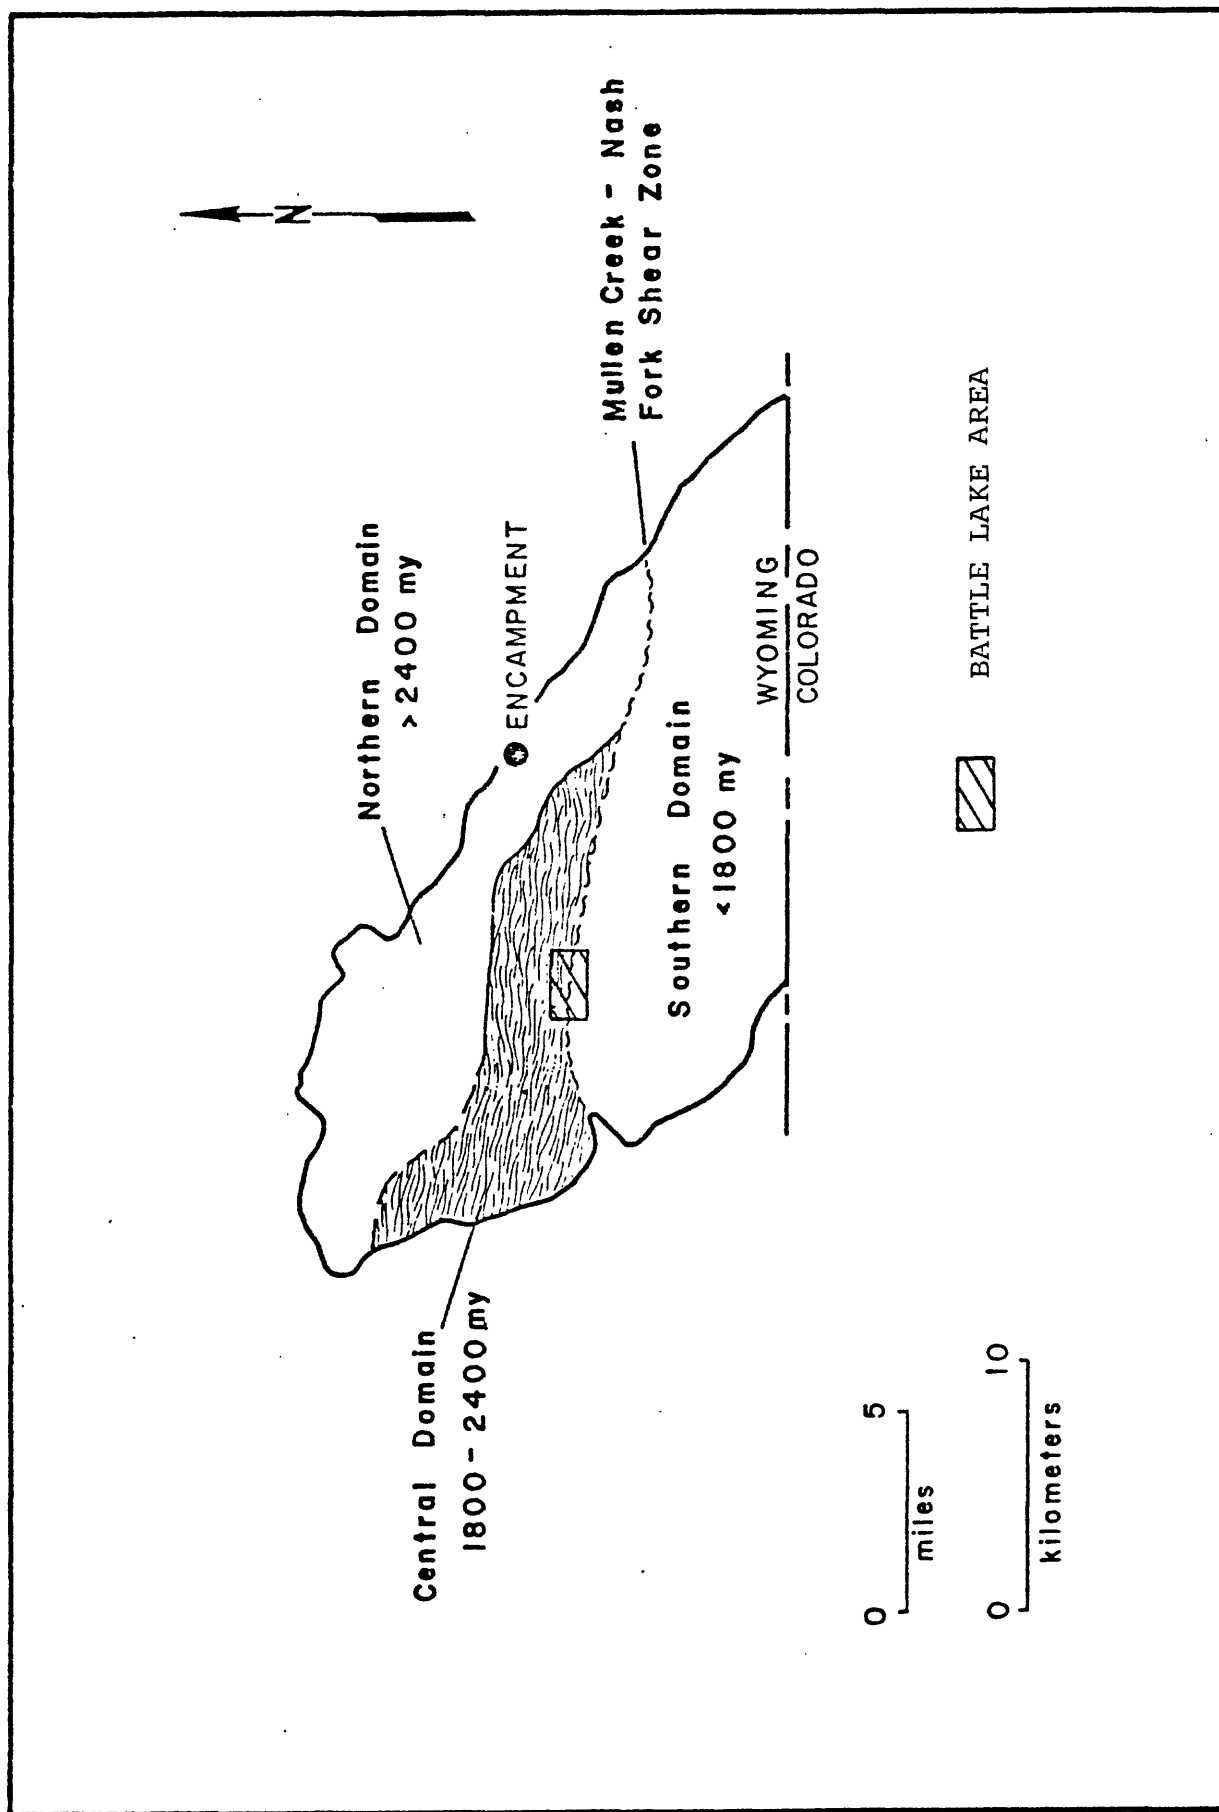 N
Northern Domain
>2400 my
ENCAMPMENT
Mullen Creek - Nash
Fork Shear Zone
Central Domain
1800-2400 my
Southern Domain
<1800 my
WYOMING
COLORADO
BATTLE LAKE AREA
0 5
miles
0 10
kilometers